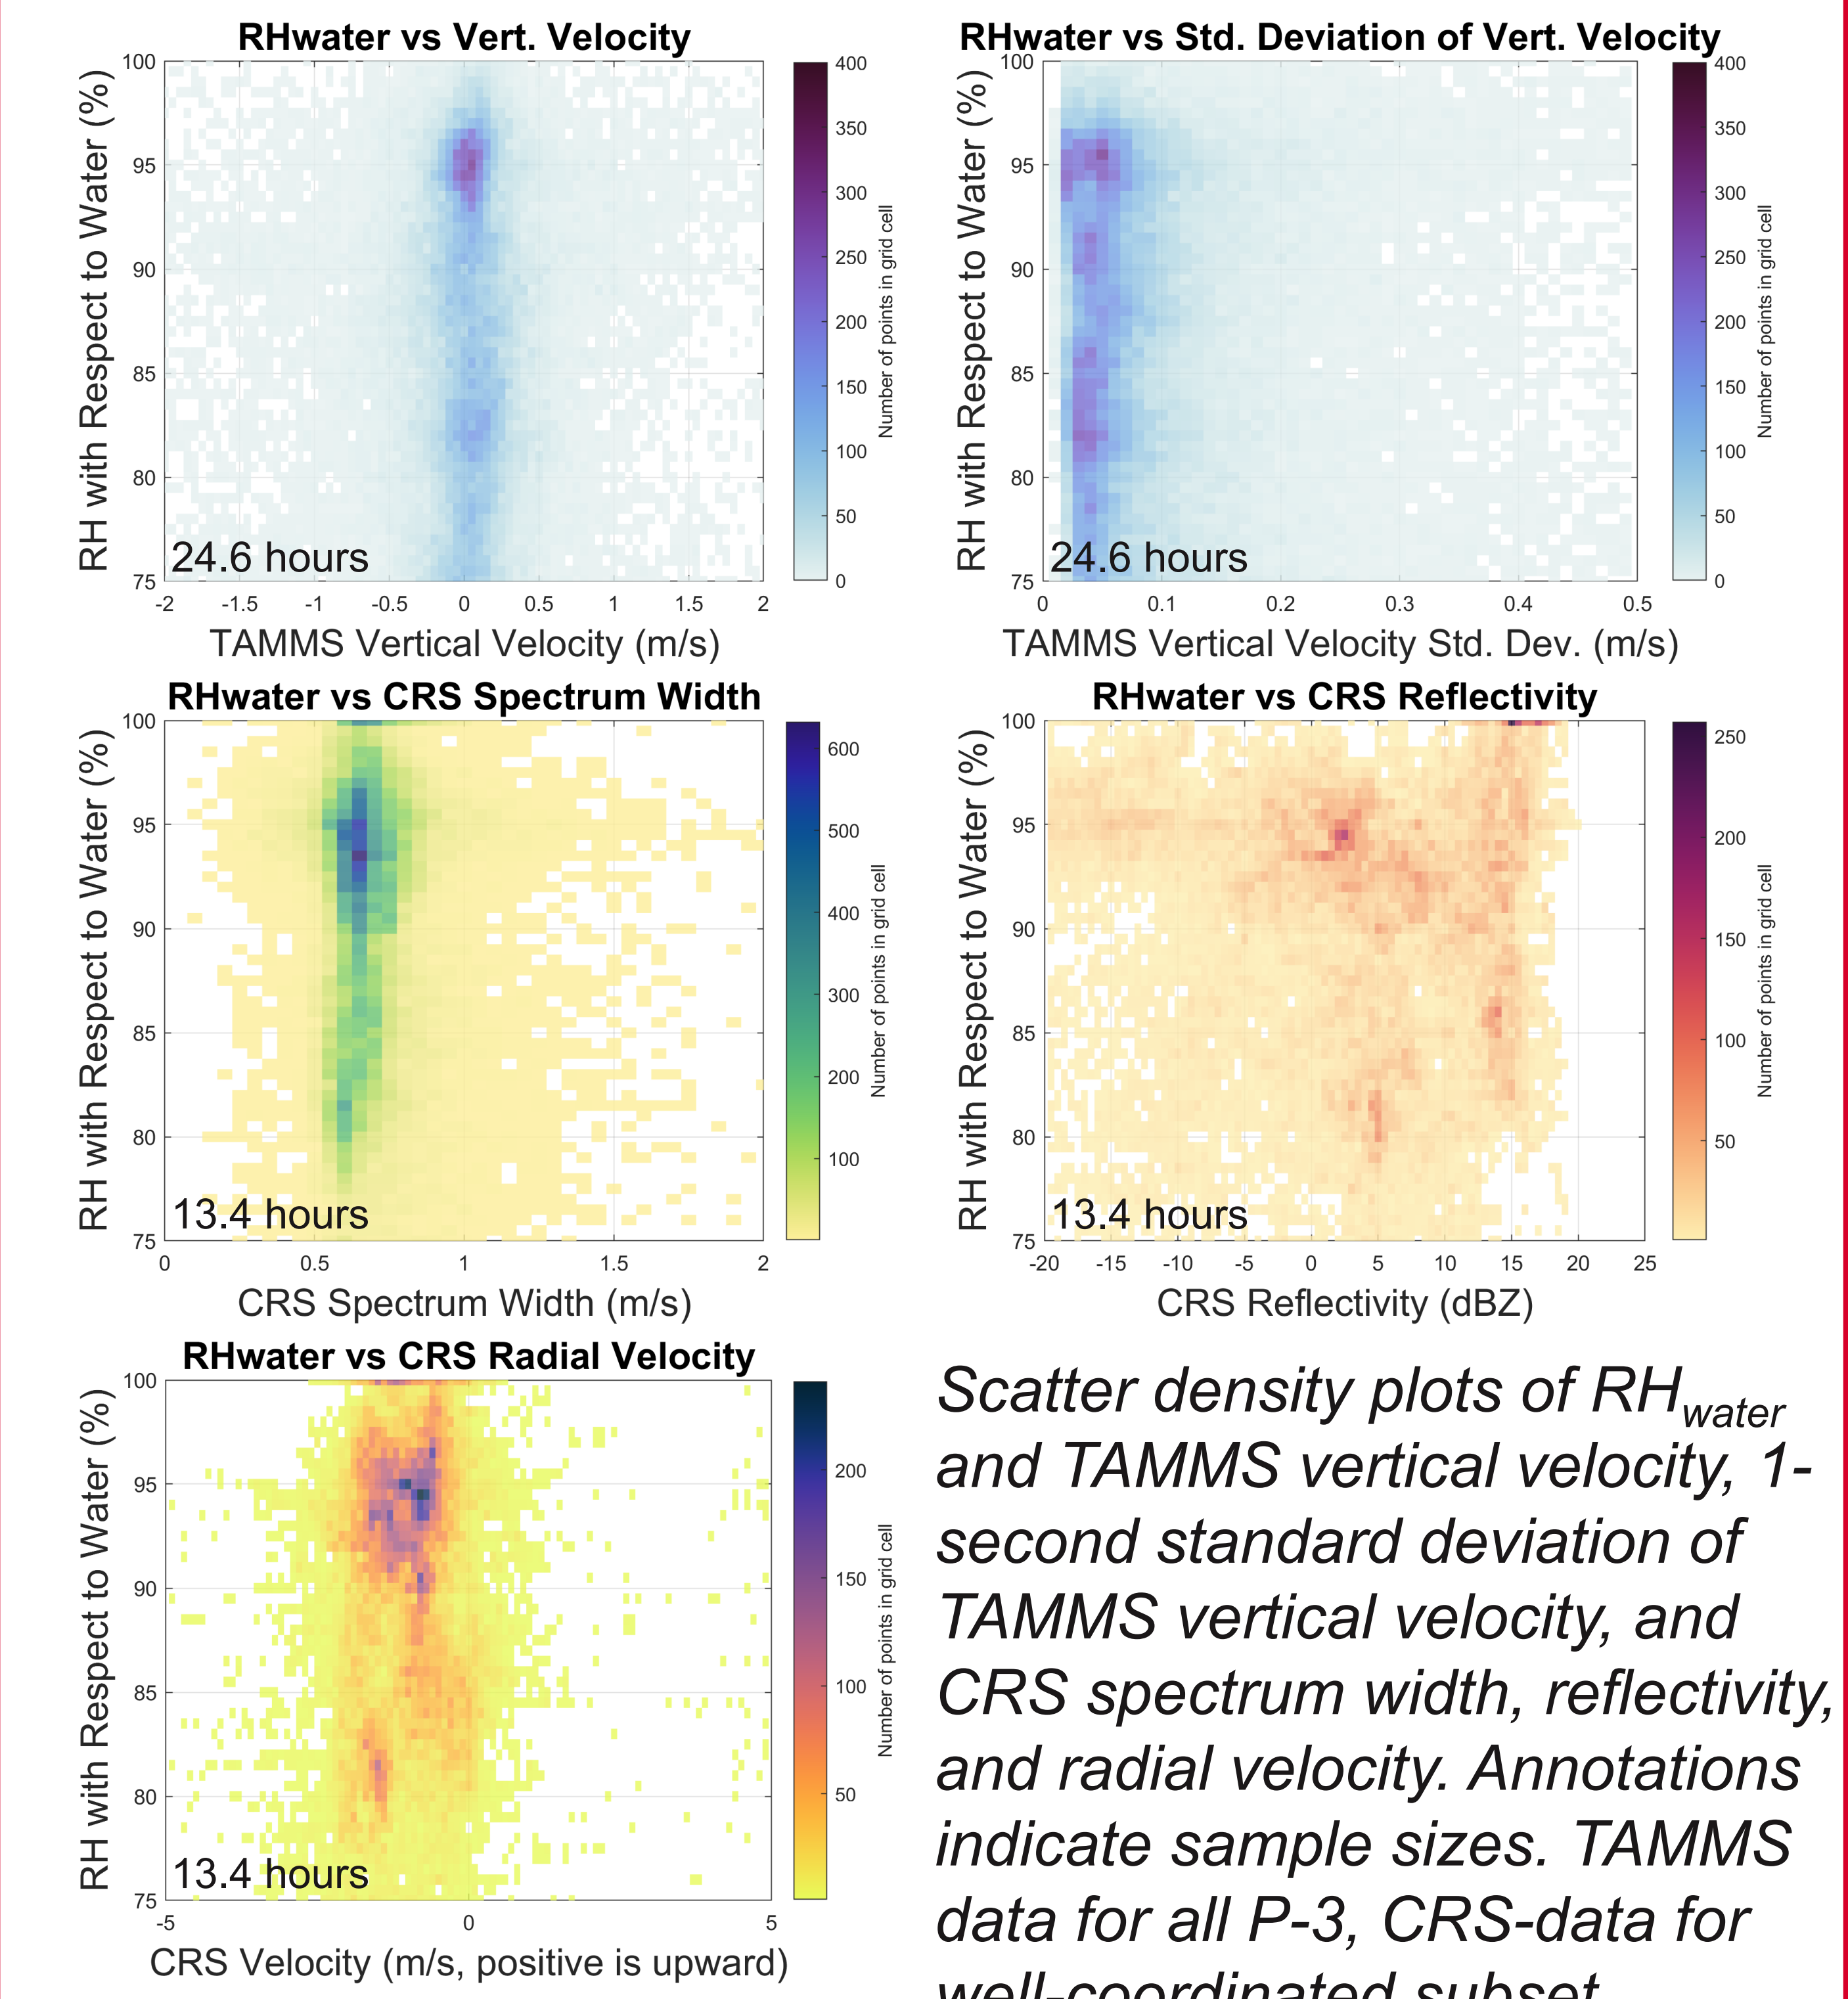 RHwater vs Vert. Velocity
RH with Respect to Water (%)
100
95
90
85
80
75
-2 -1.5 -1 -0.5 0 0.5 1 1.5 2
TAMMS Vertical Velocity (m/s)
24.6 hours
400
350
300
250
200
150
100
50
0
Number of points in grid cell
RHwater vs Std. Deviation of Vert. Velocity
RH with Respect to Water (%)
100
95
90
85
80
75
0 0.1 0.2 0.3 0.4 0.5
TAMMS Vertical Velocity Std. Dev. (m/s)
24.6 hours
400
350
300
250
200
150
100
50
0
Number of points in grid cell
RHwater vs CRS Spectrum Width
RH with Respect to Water (%)
100
95
90
85
80
75
0 0.5 1 1.5 2
CRS Spectrum Width (m/s)
13.4 hours
600
500
400
300
200
100
Number of points in grid cell
RHwater vs CRS Reflectivity
RH with Respect to Water (%)
100
95
90
85
80
75
-20 -15 -10 -5 0 5 10 15 20 25
CRS Reflectivity (dBZ)
13.4 hours
250
200
150
100
50
Number of points in grid cell
RHwater vs CRS Radial Velocity
RH with Respect to Water (%)
100
95
90
85
80
75
-5 0 5
CRS Velocity (m/s, positive is upward)
13.4 hours
200
150
100
50
Number of points in grid cell
Scatter density plots of RHwater
and TAMMS vertical velocity, 1-
second standard deviation of
TAMMS vertical velocity, and
CRS spectrum width, reflectivity,
and radial velocity. Annotations
indicate sample sizes. TAMMS
data for all P-3, CRS-data for
well-coordinated subset